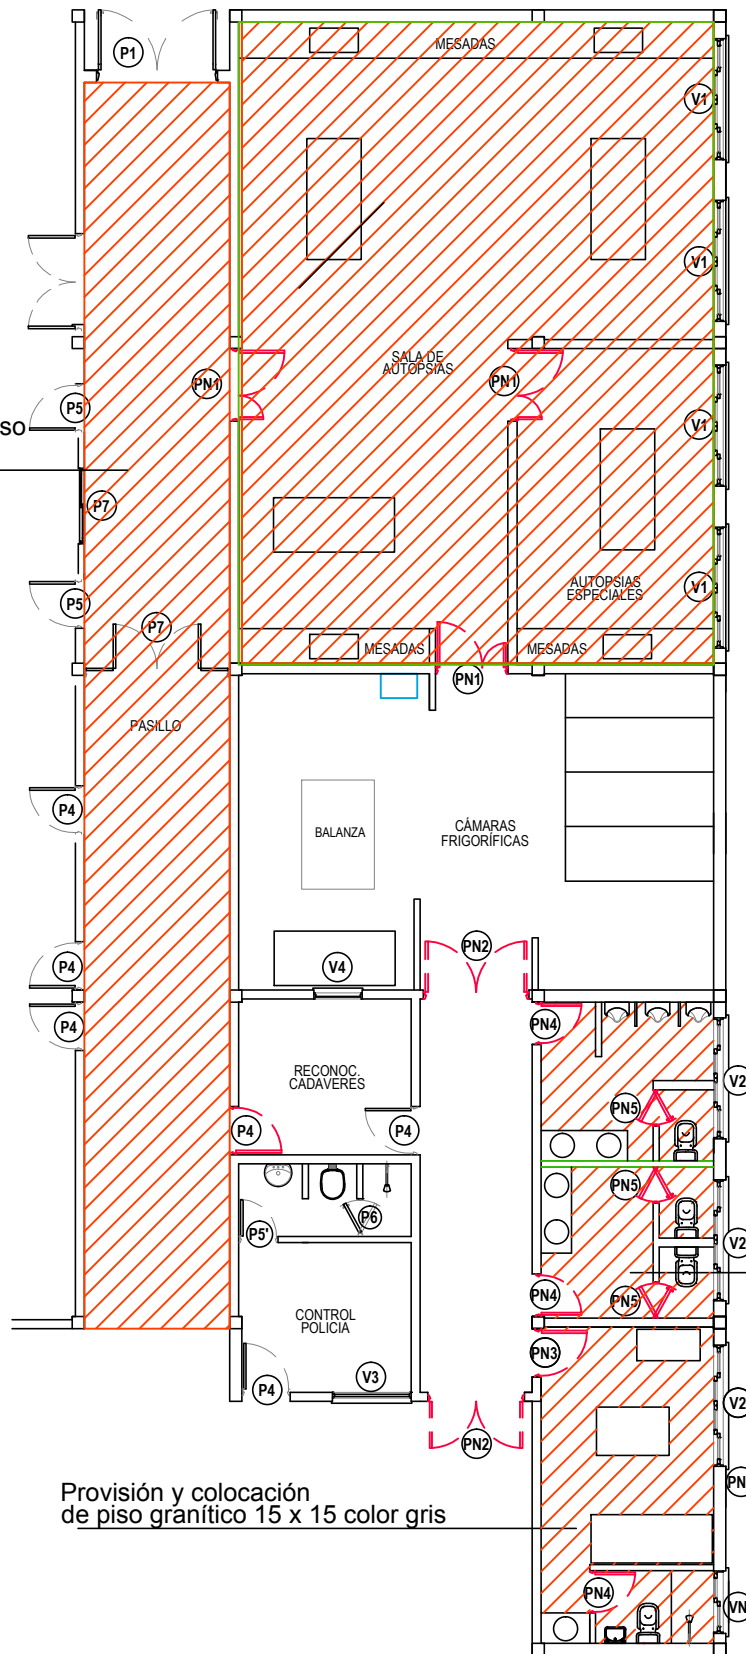 P1
MESADAS
V1
V1
SALA DE
AUTOPSIAS
PN1
PN1
P5
V1
SO
P7
P5
V1
AUTOPSIAS
ESPECIALES
P7
MESADAS
MESADAS
PN1
PASILLO
P4
BALANZA
CÁMARAS
FRIGORÍFICAS
PN2
P4
V4
P4
PN4
RECONOC.
CADAVERES
V2
PN5
P4
P4
PN5
P6
P5'
V2
PN4
PN5
CONTROL
POLICIA
PN3
P4
V3
V2
PN2
PN
Provisión y colocación
de piso granítico 15 x 15 color gris
PN4
VN